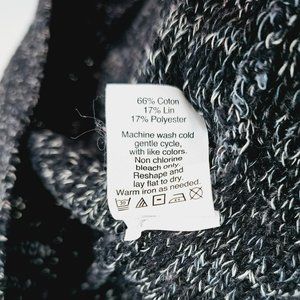 66% Coton
17% Lin
17% Polyester
Machine wash cold
gentle cycle,
with like colors.
Non chlorine
bleach only.
Reshape and
lay flat to dry.
Warm iron as needed.